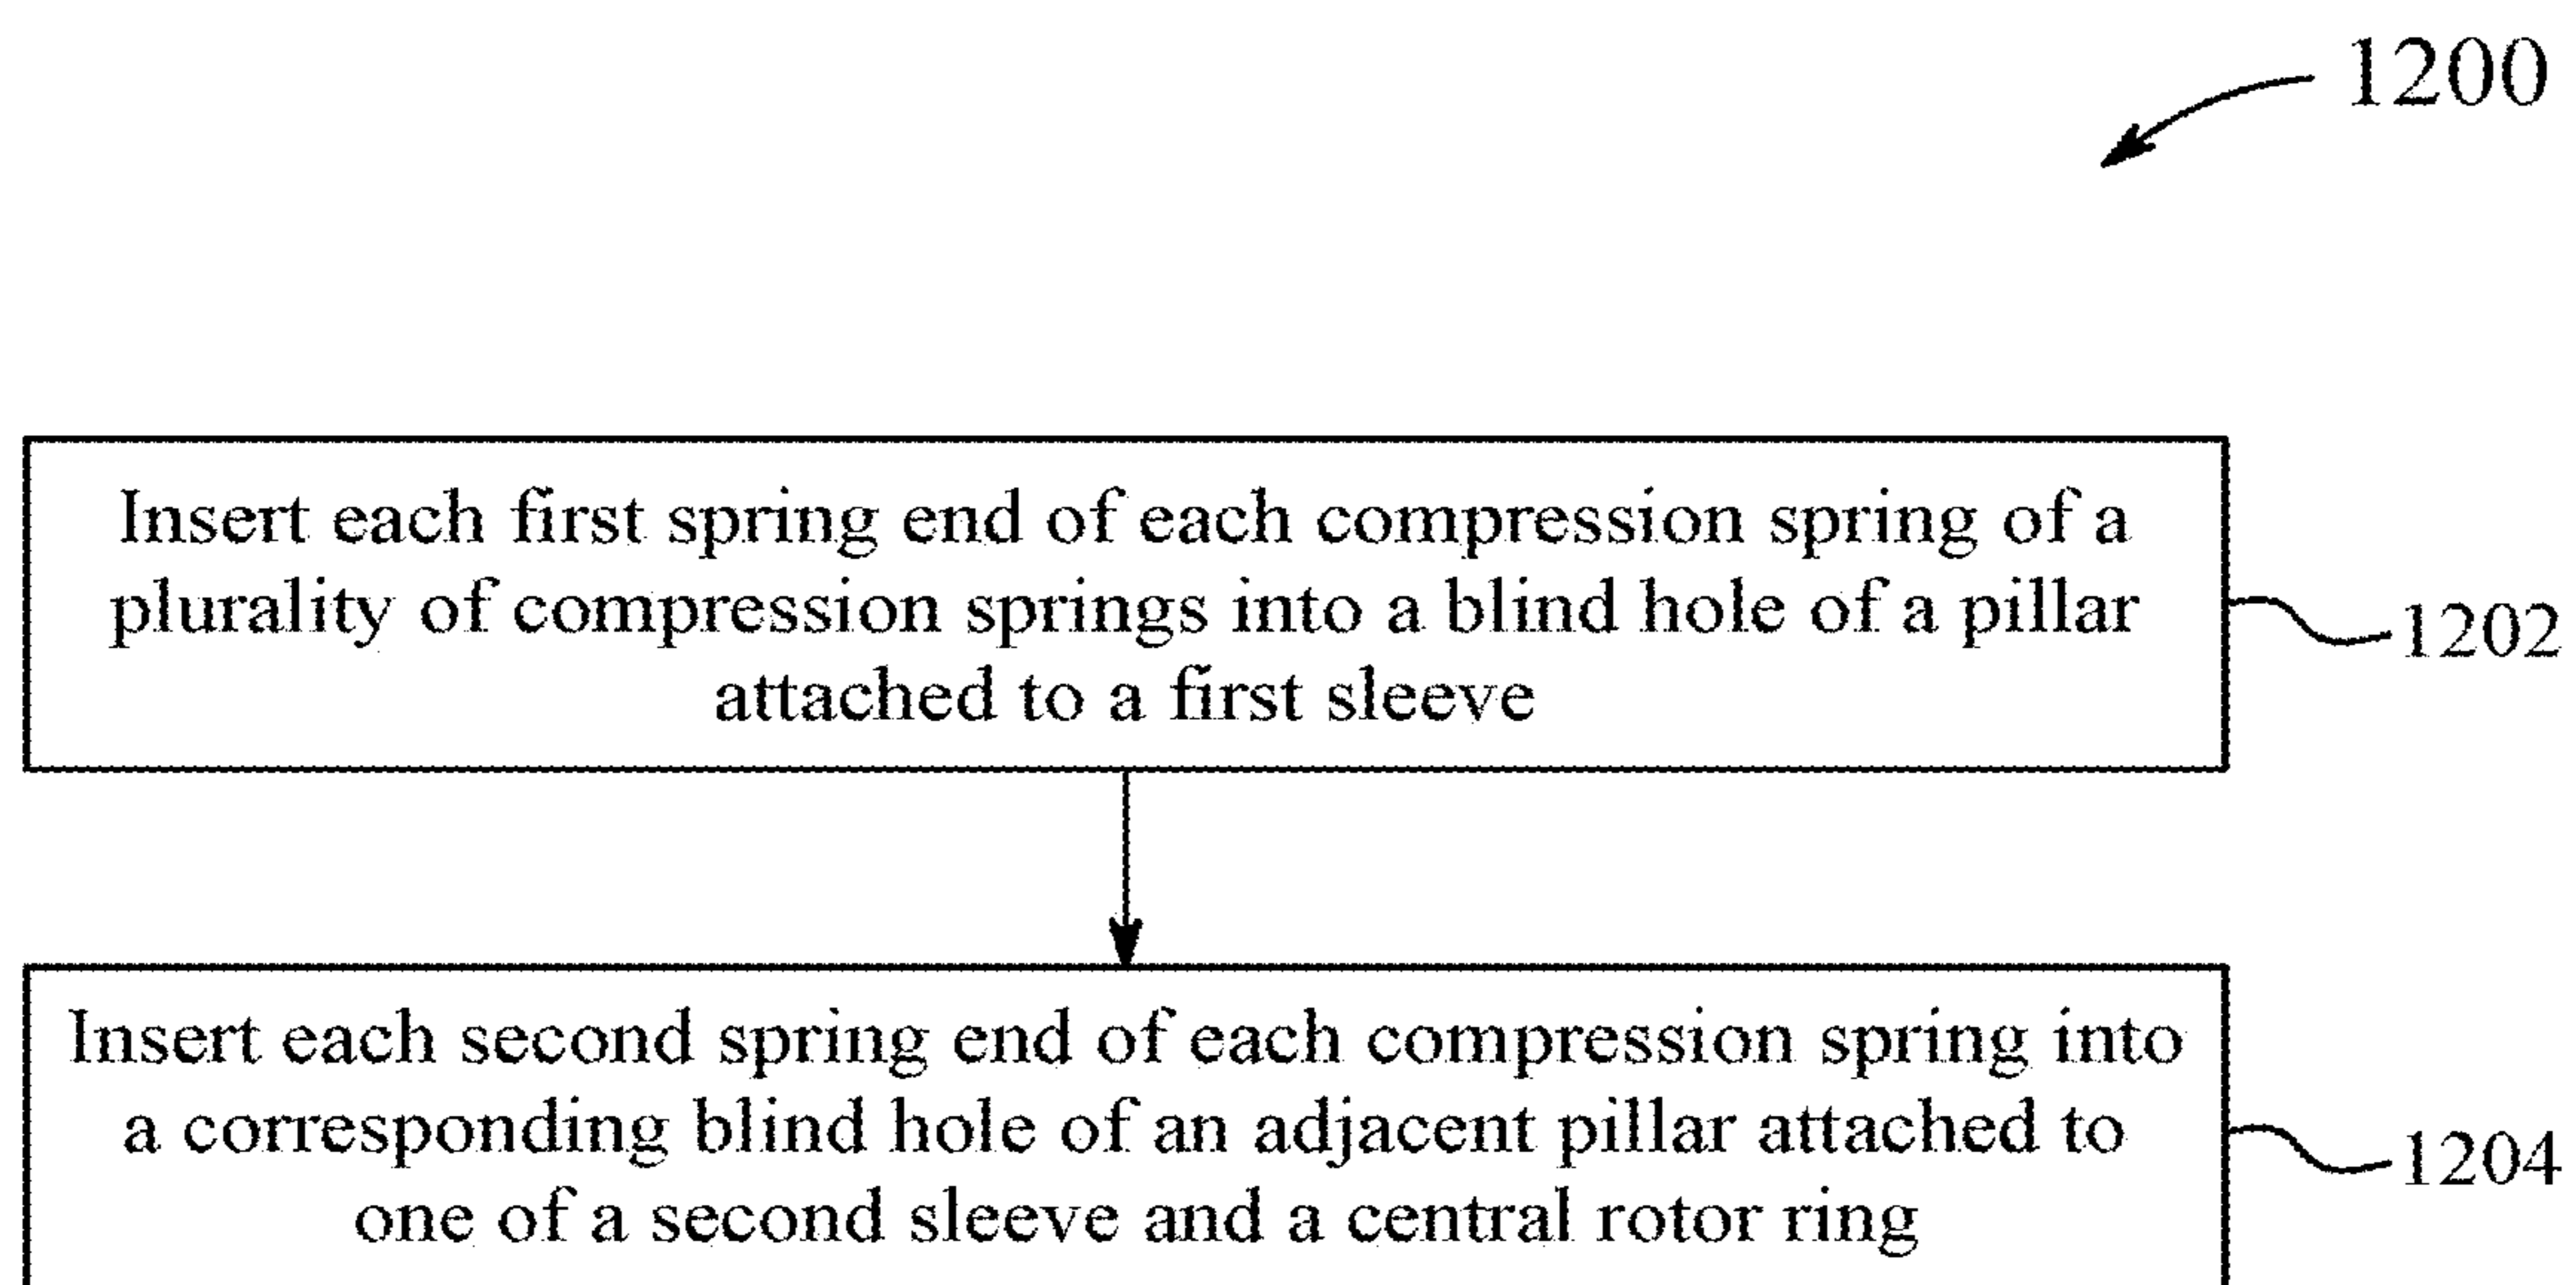 1200
Insert each first spring end of each compression spring of a
plurality of compression springs into a blind hole of a pillar
attached to a first sleeve
1202
Insert each second spring end of each compression spring into
a corresponding blind hole of an adjacent pillar attached to
one of a second sleeve and a central rotor ring
1204